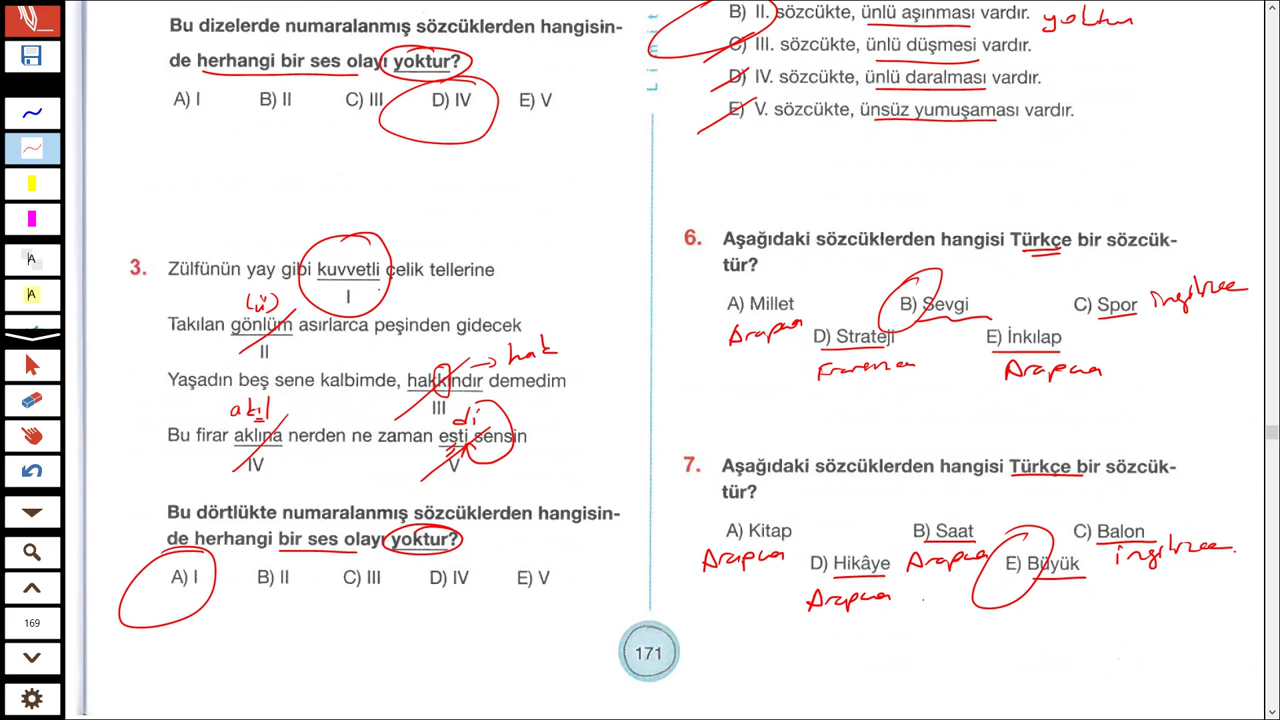 Bu dizelerde numaralanmış sözcüklerden hangisin-
de herhangi bir ses olayı yoktur?
A) I B) II C) III D) IV E) V
3. Zülfünün yay gibi kuvvetli çelik tellerine
I
(ü)
Takılan gönlüm asırlarca peşinden gidecek
II
→ hak
Yaşadın beş sene kalbimde, hakkındır demedim
III
akıl
di
Bu firar aklına nerden ne zaman esti sensin
IV V
Bu dörtlükte numaralanmış sözcüklerden hangisin-
de herhangi bir ses olayı yoktur?
A) I B) II C) III D) IV E) V
B) II. sözcükte, ünlü aşınması vardır. yoktur
C) III. sözcükte, ünlü düşmesi vardır.
D) IV. sözcükte, ünlü daralması vardır.
E) V. sözcükte, ünsüz yumuşaması vardır.
6. Aşağıdaki sözcüklerden hangisi Türkçe bir sözcük-
tür?
A) Millet B) Sevgi C) Spor ingilizce
Arapça
D) Strateji E) İnkılap
Fransızca Arapça
7. Aşağıdaki sözcüklerden hangisi Türkçe bir sözcük-
tür?
A) Kitap B) Saat C) Balon
Arapça Arapça ingilizce.
D) Hikâye E) Büyük
Arapça
171
A
A
169